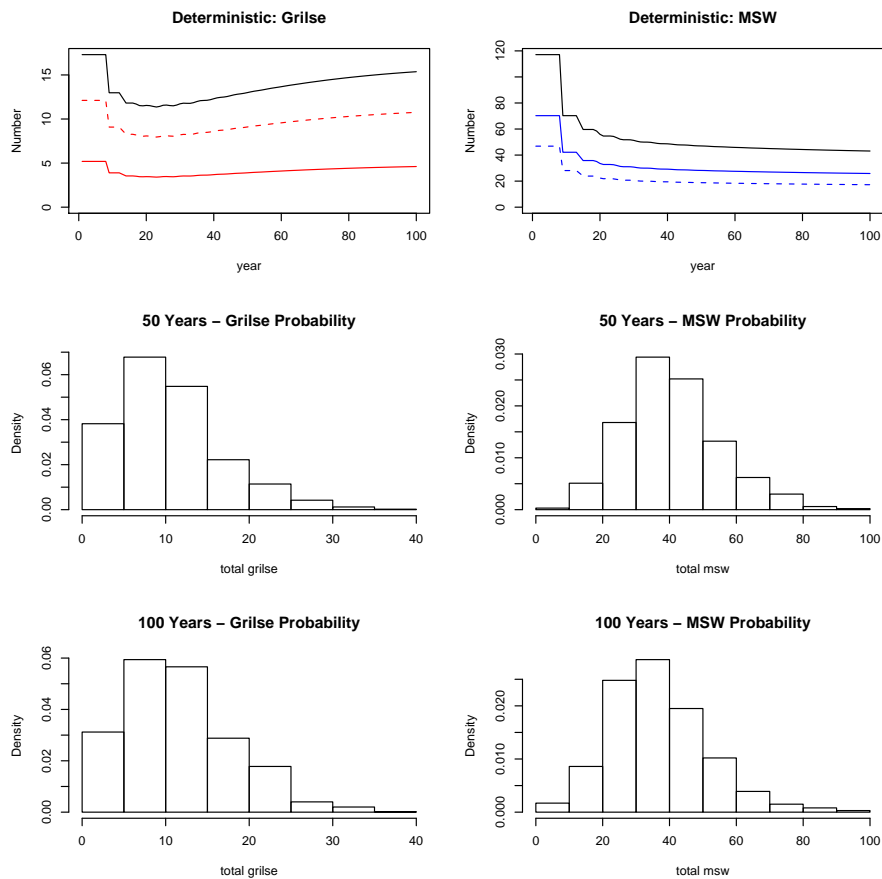 Deterministic: Grilse
Number
0 5 10 15
0 20 40 60 80 100
year
Deterministic: MSW
Number
0 20 40 60 80 120
0 20 40 60 80 100
year
50 Years − Grilse Probability
Density
0.00 0.02 0.04 0.06
0 10 20 30 40
total grilse
50 Years − MSW Probability
Density
0.000 0.010 0.020 0.030
0 20 40 60 80 100
total msw
100 Years − Grilse Probability
Density
0.00 0.02 0.04 0.06
0 10 20 30 40
total grilse
100 Years − MSW Probability
Density
0.000 0.010 0.020
0 20 40 60 80 100
total msw